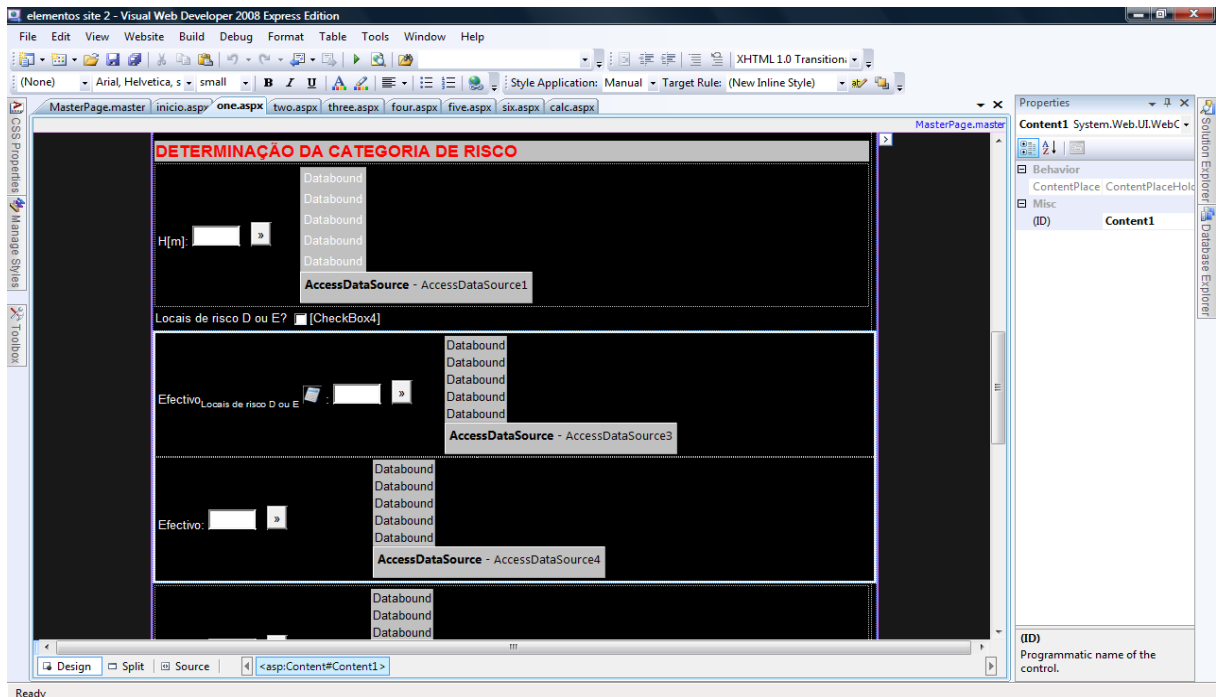 elementos site 2 - Visual Web Developer 2008 Express Edition
File Edit View Website Build Debug Format Table Tools Window Help
XHTML 1.0 Transition
(None) Arial, Helvetica, s small B I U A Style Application: Manual Target Rule: (New Inline Style)
MasterPage.master inicio.aspx one.aspx two.aspx three.aspx four.aspx five.aspx six.aspx calc.aspx
MasterPage.master
CSS Properties
Manage Styles
Toolbox
DETERMINAÇÃO DA CATEGORIA DE RISCO
Databound
Databound
Databound
H[m]: »
Databound
Databound
AccessDataSource - AccessDataSource1
Locais de risco D ou E? [CheckBox4]
Databound
Databound
Databound
Efectivo Locais de risco D ou E : »
Databound
Databound
AccessDataSource - AccessDataSource3
Databound
Databound
Databound
Efectivo: »
Databound
Databound
AccessDataSource - AccessDataSource4
Databound
Databound
Databound
Design Split Source <asp:Content#Content1>
Ready
Properties
Content1 System.Web.UI.WebC
Behavior
ContentPlace ContentPlaceHolc
Misc
(ID) Content1
(ID)
Programmatic name of the
control.
Solution Explorer
Database Explorer